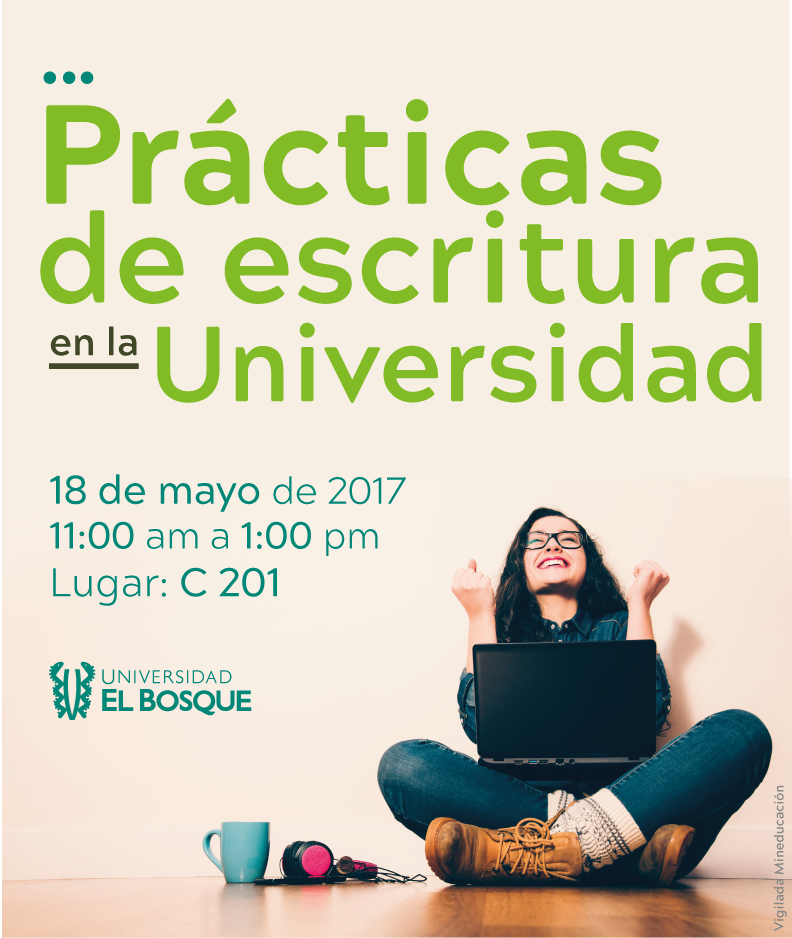 Prácticas
de escritura
en la Universidad
18 de mayo de 2017
11:00 am a 1:00 pm
Lugar: C 201
UNIVERSIDAD
EL BOSQUE
Vigilada Mineducación